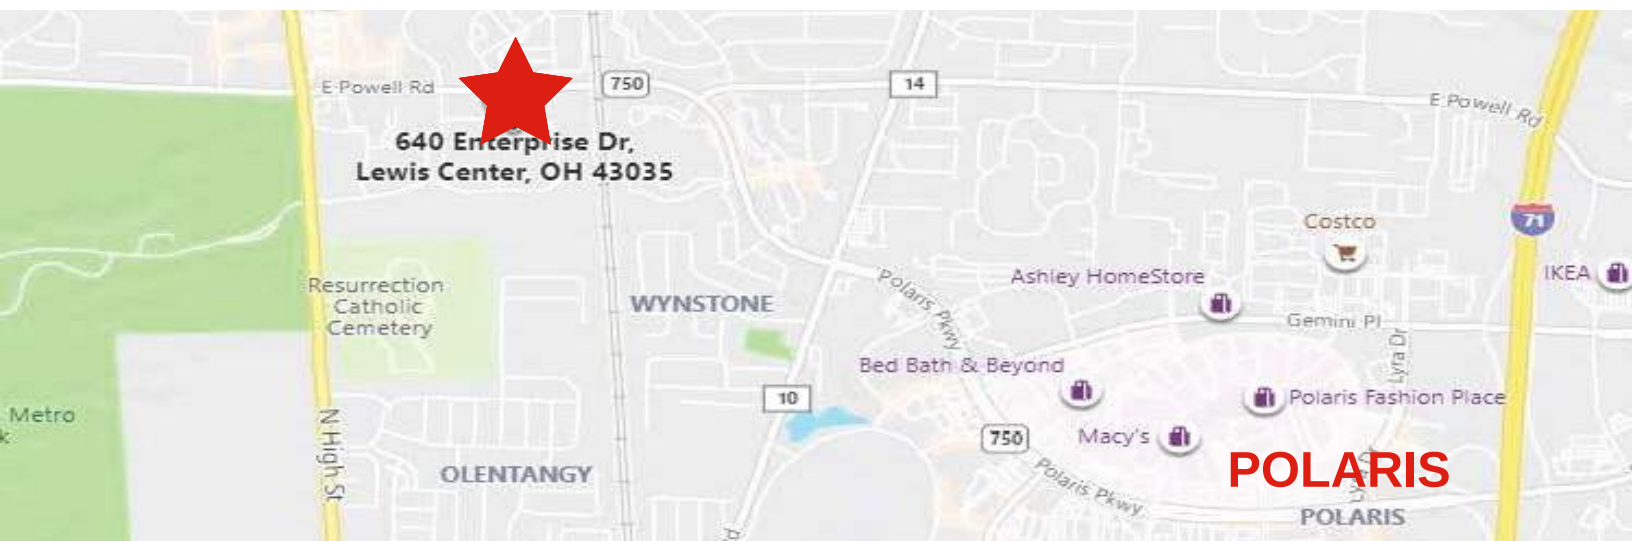 E Powell Rd
750
14
E Powell Rd
640 Enterprise Dr,
Lewis Center, OH 43035
71
Costco
Ashley HomeStore
IKEA
Resurrection
Catholic
Cemetery
WYNSTONE
Polaris Pkwy
Gemini Pl
Lyra Dr
Bed Bath & Beyond
10
Polaris Fashion Place
Metro
N High St
750
Macy's
POLARIS
OLENTANGY
Polaris Pkwy
POLARIS